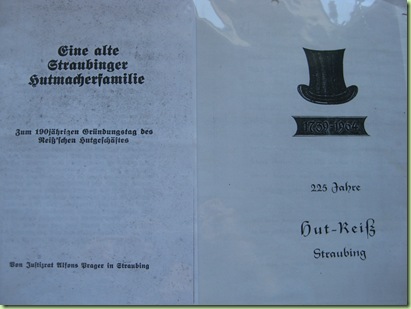 Eine alte
Straubinger
Hutmacherfamilie
Zum 190jährigen Gründungstag des
Reiß'schen Hutgeschäftes
Von Justizrat Alfons Prager in Straubing
1739-1964
225 Jahre
Hut-Reiß
Straubing